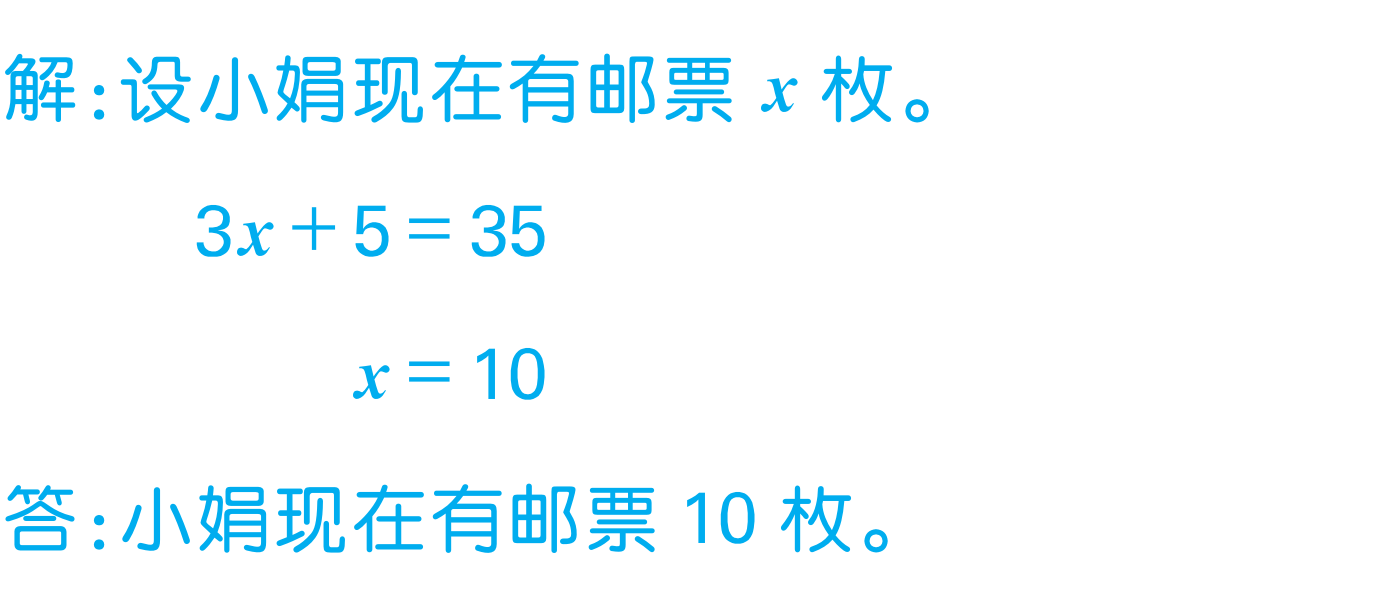 解:设小娟现在有邮票 x 枚。
3x+5=35
x=10
答:小娟现在有邮票 10 枚。